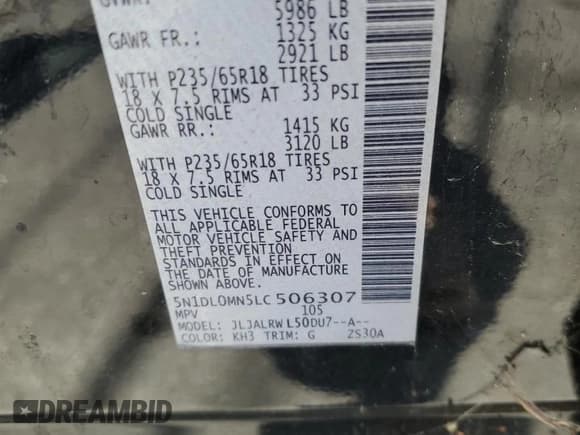 GVWR: 5986 LB
GAWR FR.: 1325 KG
2921 LB
WITH P235/65R18 TIRES
18 X 7.5 RIMS AT 33 PSI
COLD SINGLE
GAWR RR.: 1415 KG
3120 LB
WITH P235/65R18 TIRES
18 X 7.5 RIMS AT 33 PSI
COLD SINGLE
THIS VEHICLE CONFORMS TO
ALL APPLICABLE FEDERAL
MOTOR VEHICLE SAFETY AND
THEFT PREVENTION
STANDARDS IN EFFECT ON
THE DATE OF MANUFACTURE
SHOWN ABOVE.
5N1DL0MN5LC506307
MPV 105
MODEL: JLJALRWL50DU7--A--
COLOR: KH3 TRIM: G ZS30A
DREAMBID